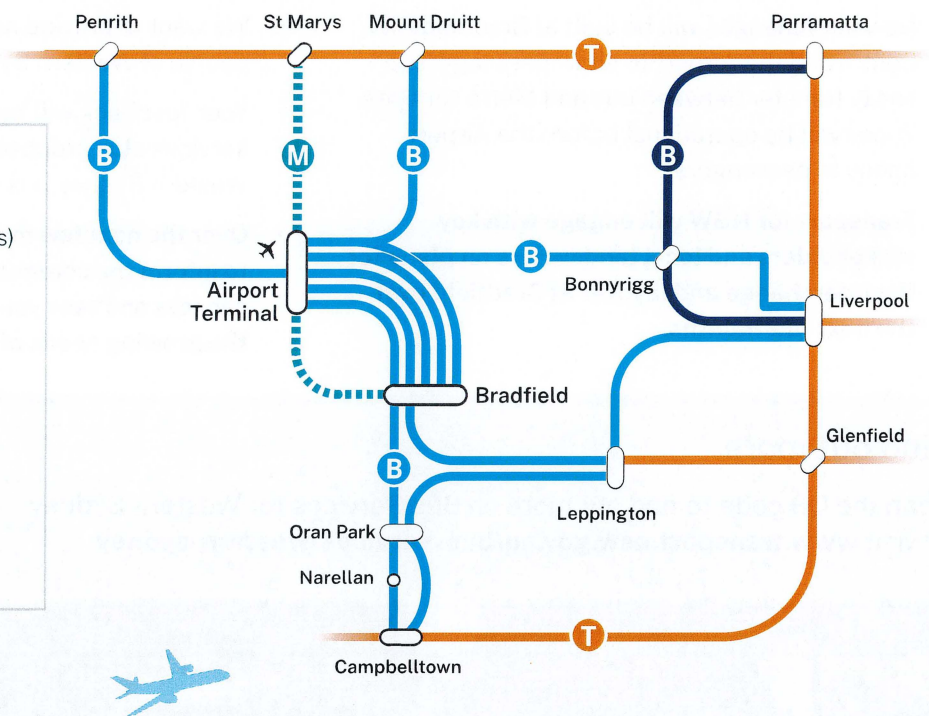 Penrith
St Marys
Mount Druitt
Parramatta
T
B
M
B
B
s)
B
Airport
Terminal
Bonnyrigg
Liverpool
Bradfield
Glenfield
B
Leppington
Oran Park
Narellan
T
Campbelltown